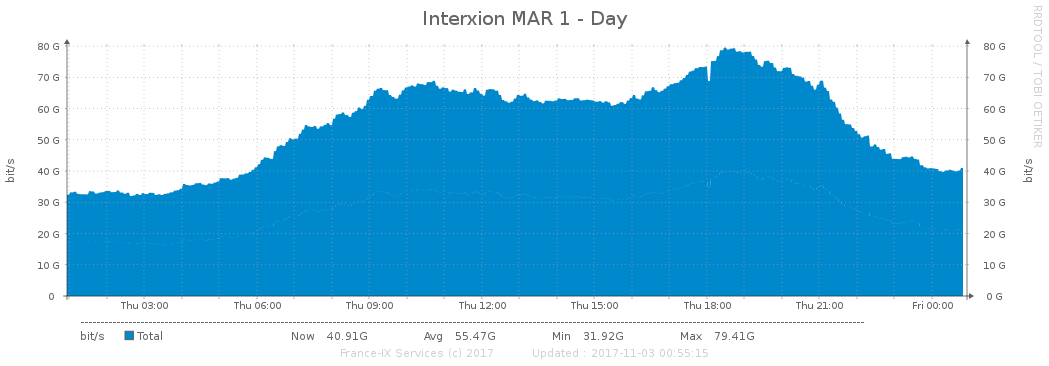 Interxion MAR 1 - Day
RRDTOOL / TOBI OETIKER
80 G 80 G
70 G 70 G
60 G 60 G
50 G 50 G
40 G 40 G
30 G 30 G
20 G 20 G
10 G 10 G
0 0 G
bit/s
bit/s
Thu 03:00 Thu 06:00 Thu 09:00 Thu 12:00 Thu 15:00 Thu 18:00 Thu 21:00 Fri 00:00
bit/s Total Now 40.91G Avg 55.47G Min 31.92G Max 79.41G
France-IX Services (c) 2017 Updated : 2017-11-03 00:55:15